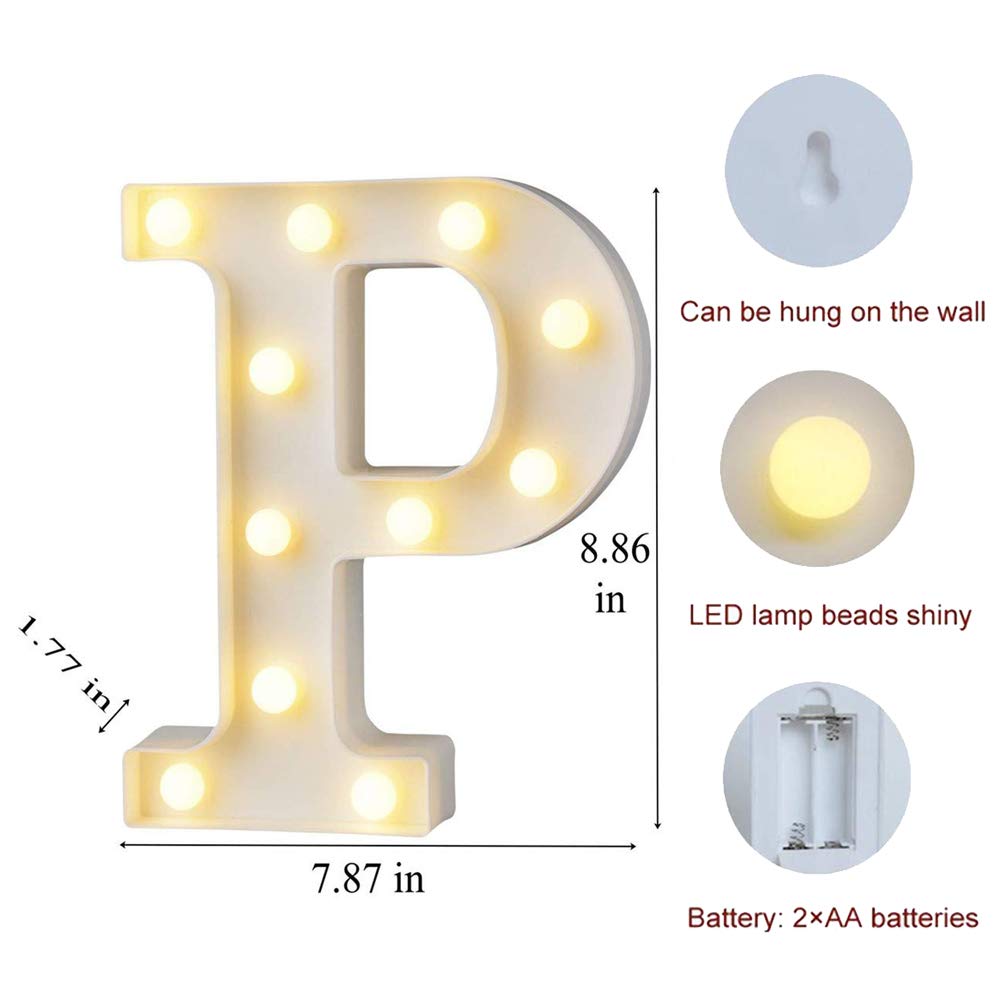 P
Can be hung on the wall
8.86
in
LED lamp beads shiny
1.77 in
7.87 in
Battery: 2×AA batteries